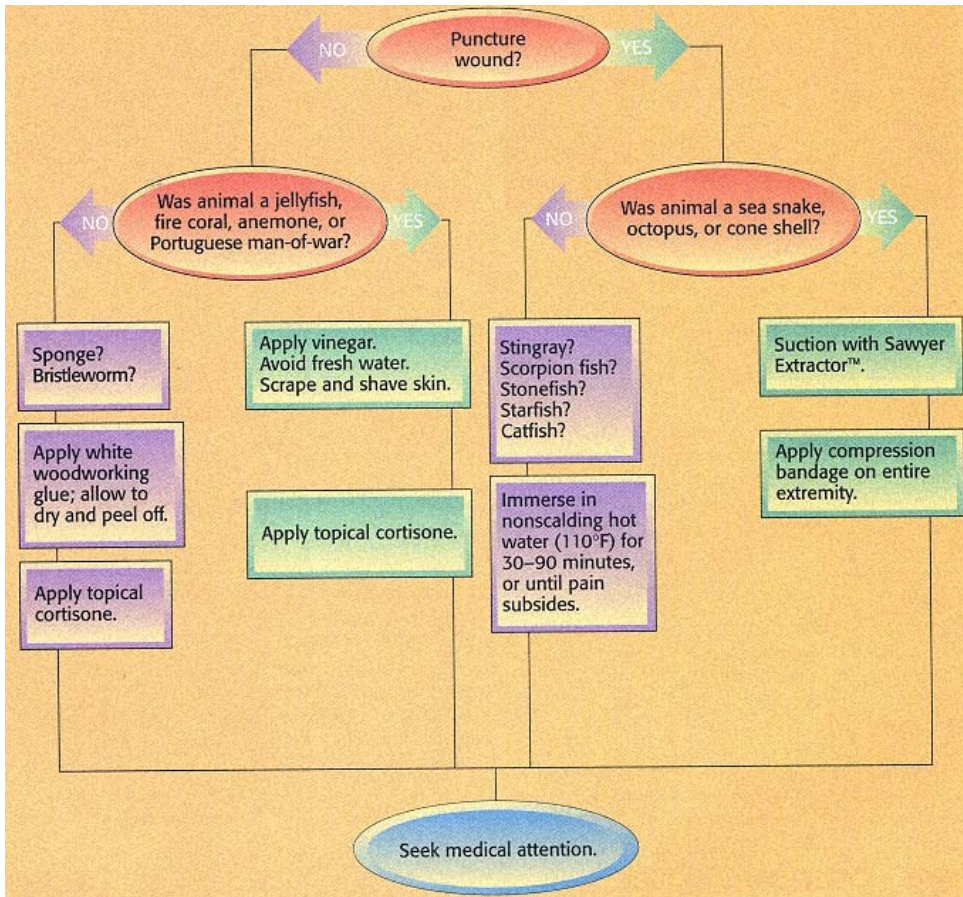 Puncture
wound?
NO
YES
Was animal a jellyfish,
fire coral, anemone, or
Portuguese man-of-war?
NO
YES
Was animal a sea snake,
octopus, or cone shell?
NO
YES
Sponge?
Bristleworm?
Apply white
woodworking
glue; allow to
dry and peel off.
Apply topical
cortisone.
Apply vinegar.
Avoid fresh water.
Scrape and shave skin.
Apply topical cortisone.
Stingray?
Scorpion fish?
Stonefish?
Starfish?
Catfish?
Immerse in
nonscalding hot
water (110°F) for
30–90 minutes,
or until pain
subsides.
Suction with Sawyer
Extractor™.
Apply compression
bandage on entire
extremity.
Seek medical attention.